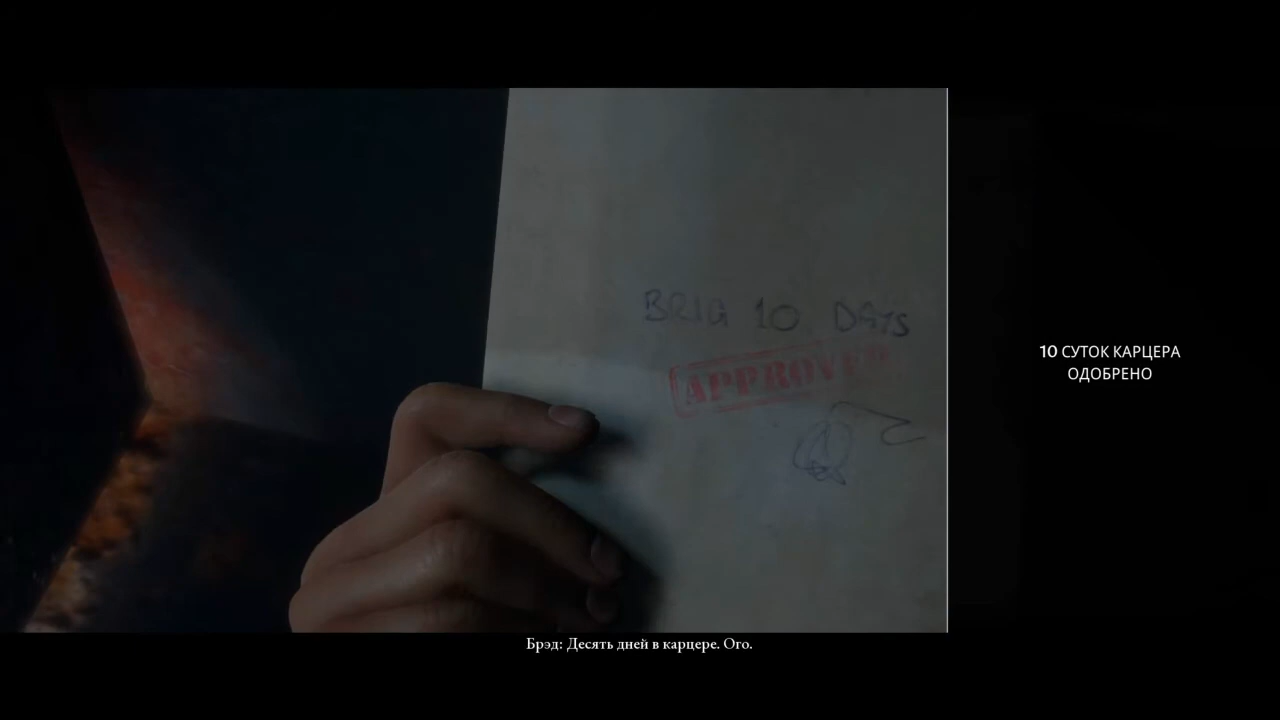 BRIG 10 DAYS
APPROVED
10 СУТОК КАРЦЕРА
ОДОБРЕНО
Брэд: Десять дней в карцере. Ого.